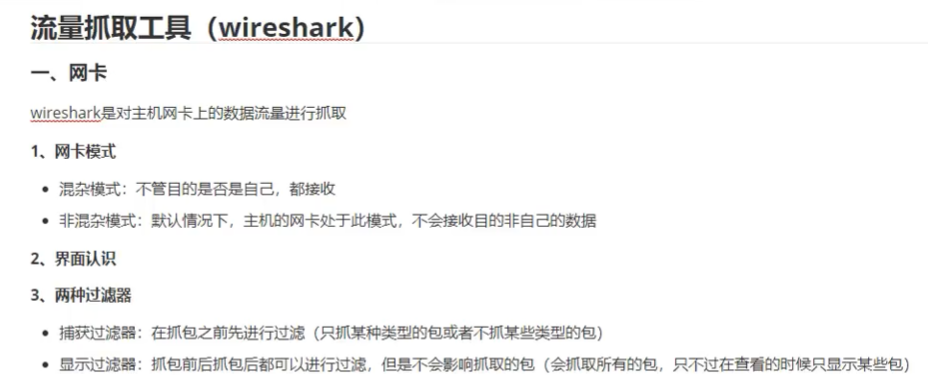 流量抓取工具（wireshark）
一、网卡
wireshark是对主机网卡上的数据流量进行抓取
1、网卡模式
• 混杂模式：不管目的是否是自己，都接收
• 非混杂模式：默认情况下，主机的网卡处于此模式，不会接收目的非自己的数据
2、界面认识
3、两种过滤器
• 捕获过滤器：在抓包之前先进行过滤（只抓某种类型的包或者不抓某些类型的包）
• 显示过滤器：抓包前后抓包后都可以进行过滤，但是不会影响抓取的包（会抓取所有的包，只不过在查看的时候只显示某些包）